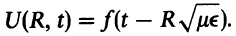 U(R, t) = f(t − R√με).